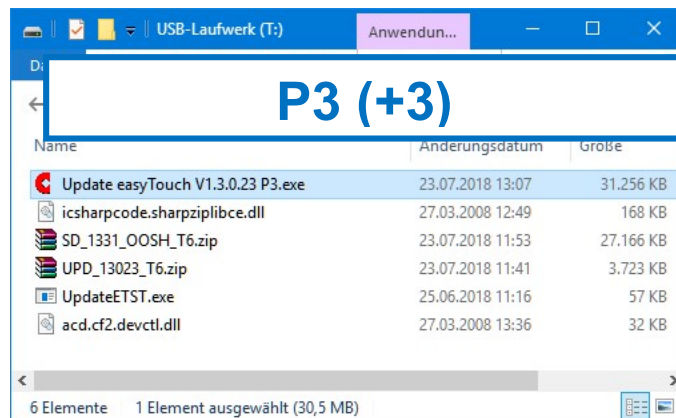 USB-Laufwerk (T:)
Anwendun...
P3 (+3)
Name Änderungsdatum Größe
Update easyTouch V1.3.0.23 P3.exe 23.07.2018 13:07 31.256 KB
icsharpcode.sharpziplibce.dll 27.03.2008 12:49 168 KB
SD_1331_OOSH_T6.zip 23.07.2018 11:53 27.166 KB
UPD_13023_T6.zip 23.07.2018 11:41 3.723 KB
UpdateETST.exe 25.06.2018 11:16 57 KB
acd.cf2.devctl.dll 27.03.2008 13:36 32 KB
6 Elemente 1 Element ausgewählt (30,5 MB)